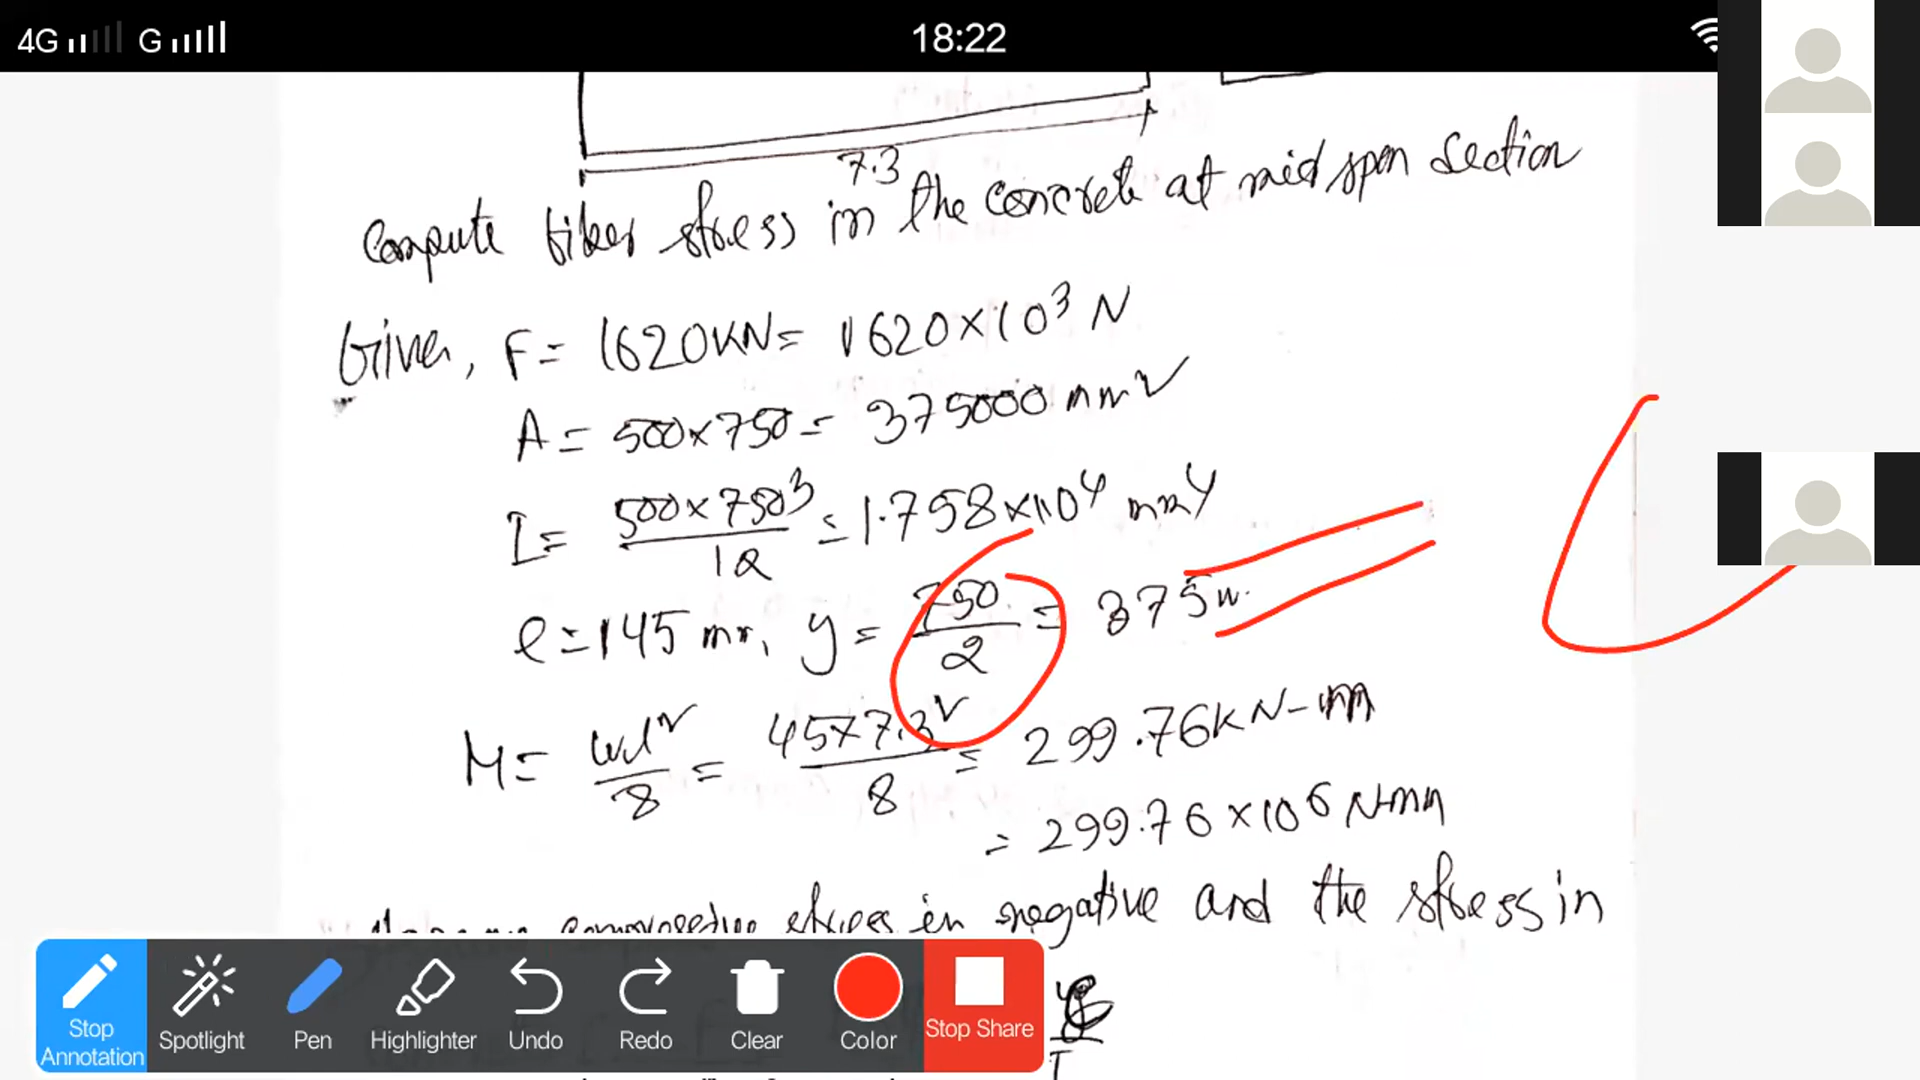 4G G 18:22
7.3
Compute fiber stress in the concrete at mid span section
Given, F = 1620KN = 1620×10³ N
A = 500×750 = 375000 mm²
I = 500×750³ / 12 = 1.758×10⁴ mm⁴
e = 145 mm, y = 750 / 2 = 375
M = wl² / 8 = 45×7.3² / 8 = 299.76 KN-m
= 299.76×10⁶ N-mm
compressive stress in negative and the stress in
Stop Annotation
Spotlight
Pen
Highlighter
Undo
Redo
Clear
Color
Stop Share